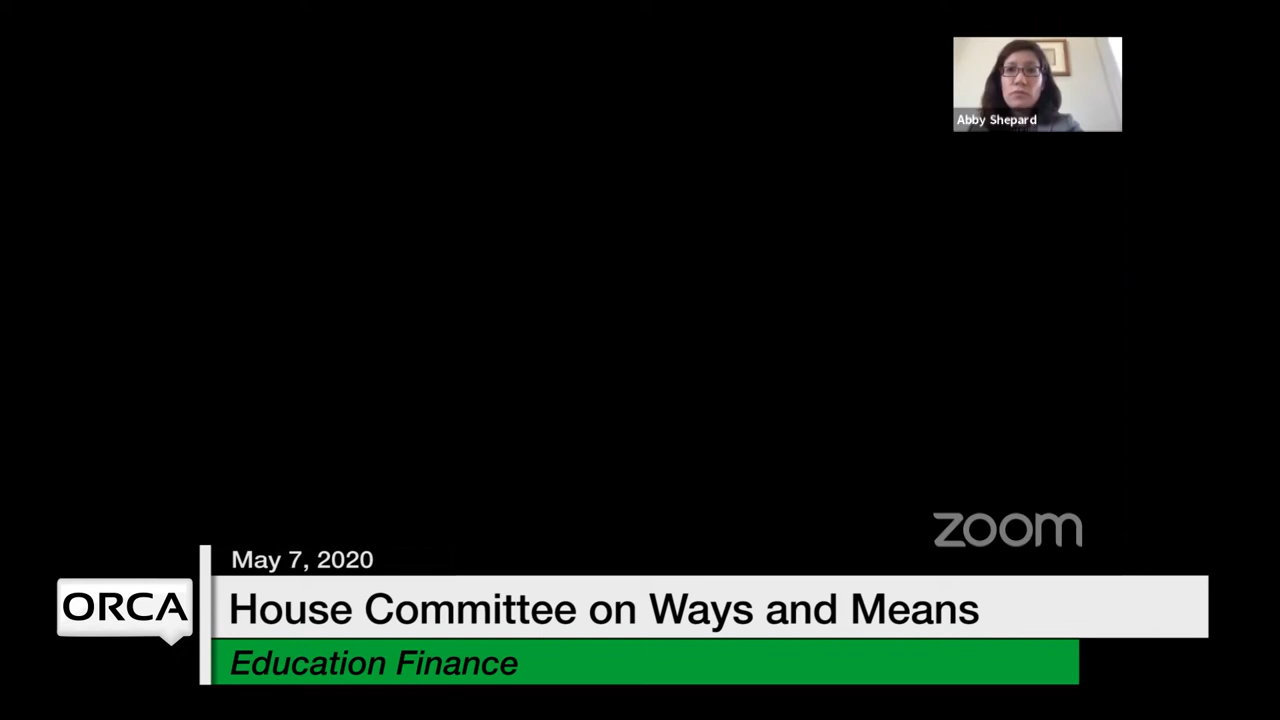 Abby Shepard
zoom
May 7, 2020
ORCA
House Committee on Ways and Means
Education Finance